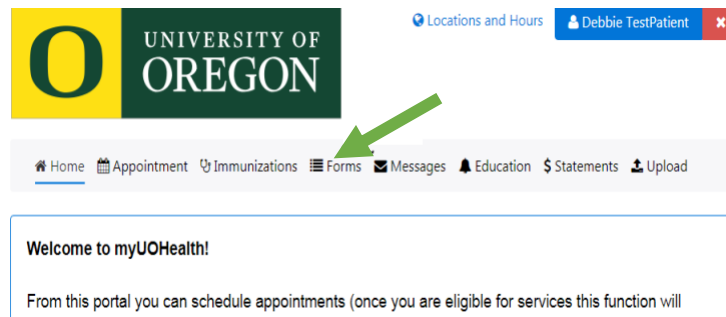 Locations and Hours Debbie TestPatient
UNIVERSITY OF
OREGON
Home Appointment Immunizations Forms Messages Education $ Statements Upload
Welcome to myUOHealth!
From this portal you can schedule appointments (once you are eligible for services this function will